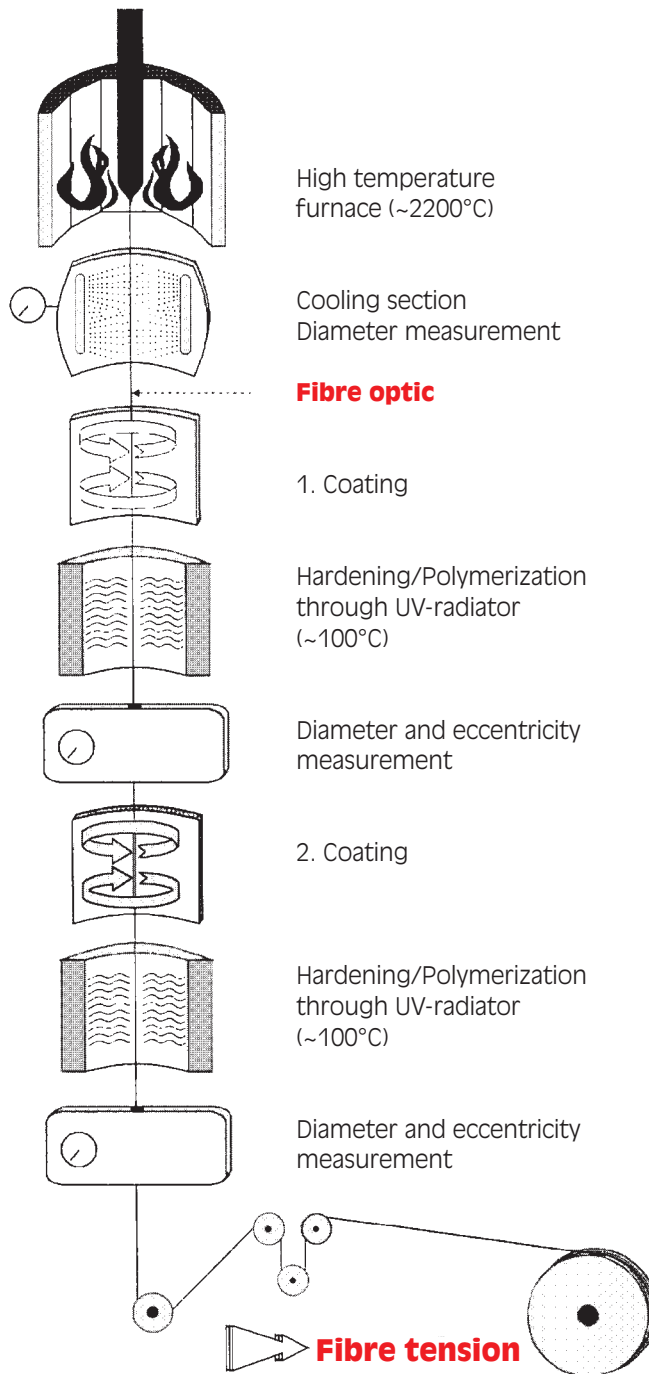 High temperature
furnace (~2200°C)
Cooling section
Diameter measurement
Fibre optic
1. Coating
Hardening/Polymerization
through UV-radiator
(~100°C)
Diameter and eccentricity
measurement
2. Coating
Hardening/Polymerization
through UV-radiator
(~100°C)
Diameter and eccentricity
measurement
Fibre tension